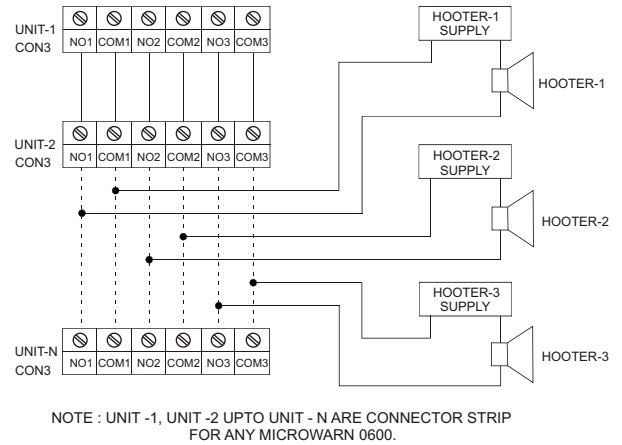 HOOTER-1
SUPPLY
UNIT-1
CON3
NO1 COM1 NO2 COM2 NO3 COM3
HOOTER-1
UNIT-2
CON3
NO1 COM1 NO2 COM2 NO3 COM3
HOOTER-2
SUPPLY
HOOTER-2
HOOTER-3
SUPPLY
UNIT-N
CON3
NO1 COM1 NO2 COM2 NO3 COM3
HOOTER-3
NOTE : UNIT -1, UNIT -2 UPTO UNIT - N ARE CONNECTOR STRIP
FOR ANY MICROWARN 0600.